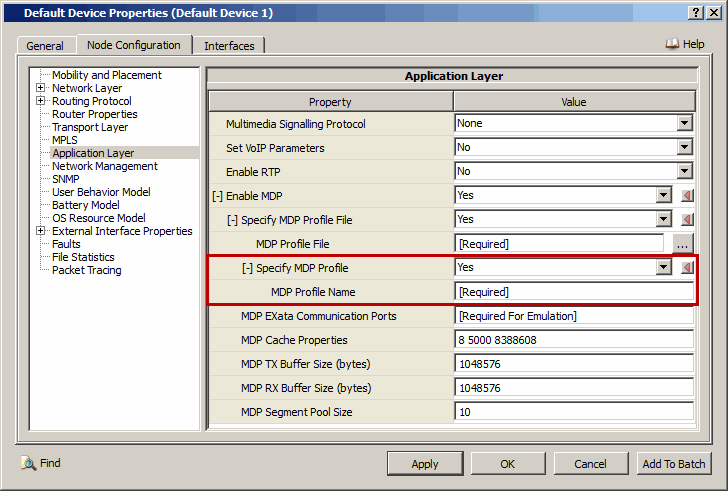 Default Device Properties (Default Device 1)
General Node Configuration Interfaces Help
Mobility and Placement
Network Layer
Routing Protocol
Router Properties
Transport Layer
MPLS
Application Layer
Network Management
SNMP
User Behavior Model
Battery Model
OS Resource Model
External Interface Properties
Faults
File Statistics
Packet Tracing
Application Layer
Property Value
Multimedia Signalling Protocol None
Set VoIP Parameters No
Enable RTP No
[-] Enable MDP Yes
[-] Specify MDP Profile File Yes
MDP Profile File [Required] ...
[-] Specify MDP Profile Yes
MDP Profile Name [Required]
MDP EXata Communication Ports [Required For Emulation]
MDP Cache Properties 8 5000 8388608
MDP TX Buffer Size (bytes) 1048576
MDP RX Buffer Size (bytes) 1048576
MDP Segment Pool Size 10
Find Apply OK Cancel Add To Batch